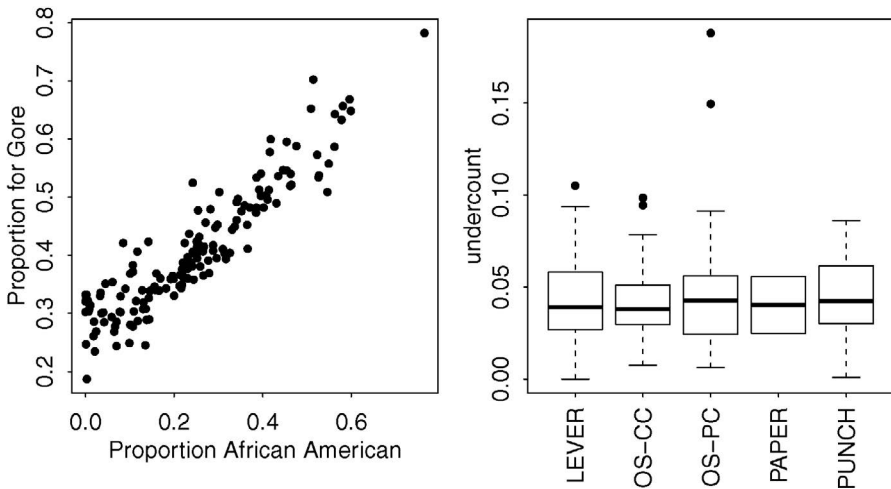 Proportion for Gore
0.8
0.7
0.6
0.5
0.4
0.3
0.2
0.0 0.2 0.4 0.6
Proportion African American
undercount
0.15
0.10
0.05
0.00
LEVER
OS-CC
OS-PC
PAPER
PUNCH